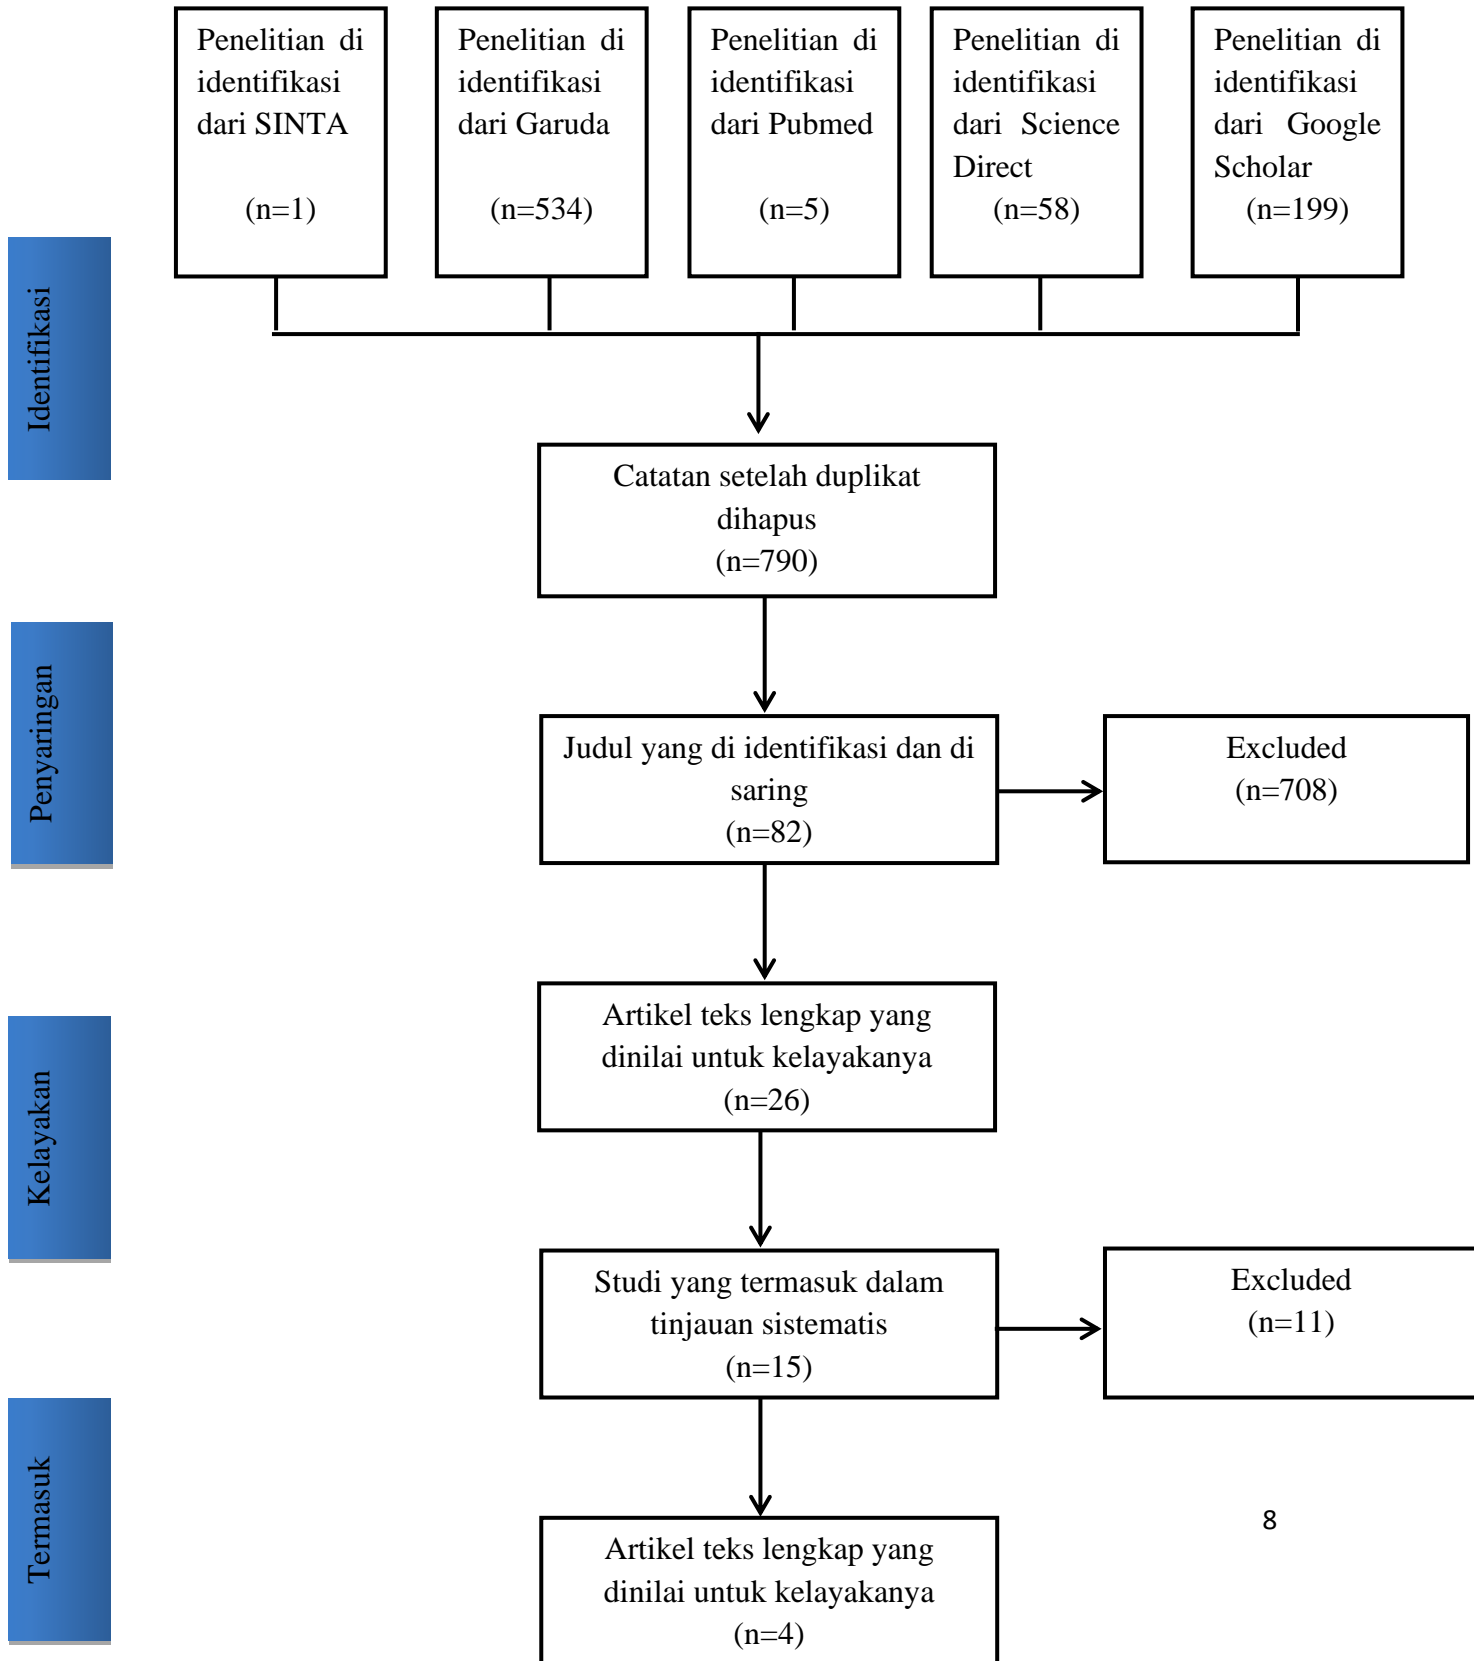 Penelitian di
identifikasi
dari SINTA
(n=1)
Penelitian di
identifikasi
dari Garuda
(n=534)
Penelitian di
identifikasi
dari Pubmed
(n=5)
Penelitian di
identifikasi
dari Science
Direct
(n=58)
Penelitian di
identifikasi
dari Google
Scholar
(n=199)
Identifikasi
Catatan setelah duplikat
dihapus
(n=790)
Penyaringan
Judul yang di identifikasi dan di
saring
(n=82)
Excluded
(n=708)
Kelayakan
Artikel teks lengkap yang
dinilai untuk kelayakanya
(n=26)
Studi yang termasuk dalam
tinjauan sistematis
(n=15)
Excluded
(n=11)
Termasuk
Artikel teks lengkap yang
dinilai untuk kelayakanya
(n=4)
8